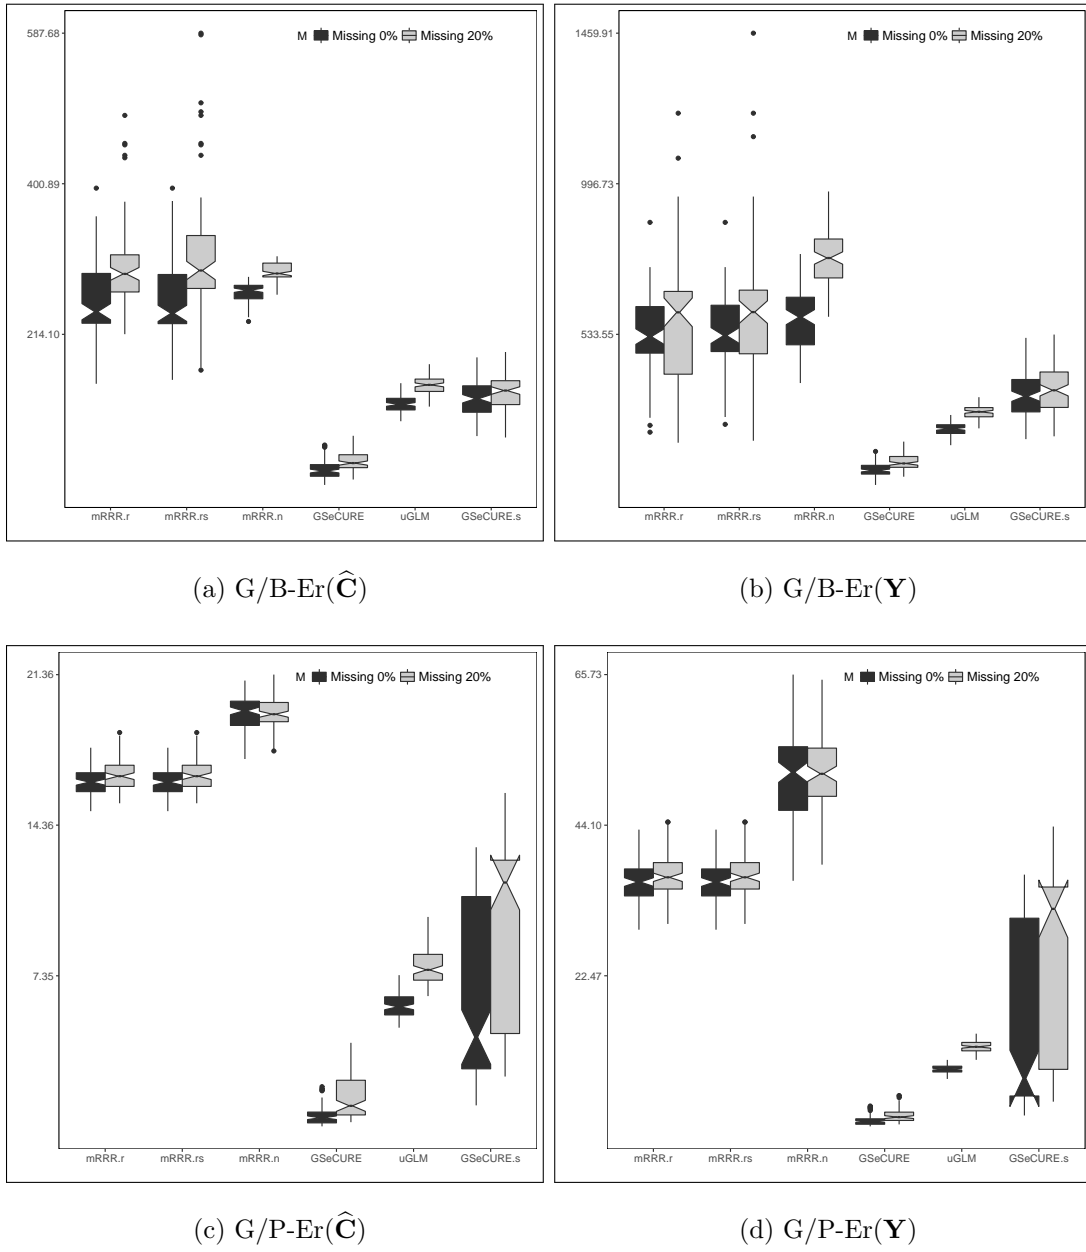 587.68
400.89
214.10
M Missing 0% Missing 20%
mRRR.r mRRR.rs mRRR.n GSeCURE uGLM GSeCURE.s
(a) G/B-Er(Ĉ)
1459.91
996.73
533.55
M Missing 0% Missing 20%
mRRR.r mRRR.rs mRRR.n GSeCURE uGLM GSeCURE.s
(b) G/B-Er(Y)
21.36
14.36
7.35
M Missing 0% Missing 20%
mRRR.r mRRR.rs mRRR.n GSeCURE uGLM GSeCURE.s
(c) G/P-Er(Ĉ)
65.73
44.10
22.47
M Missing 0% Missing 20%
mRRR.r mRRR.rs mRRR.n GSeCURE uGLM GSeCURE.s
(d) G/P-Er(Y)